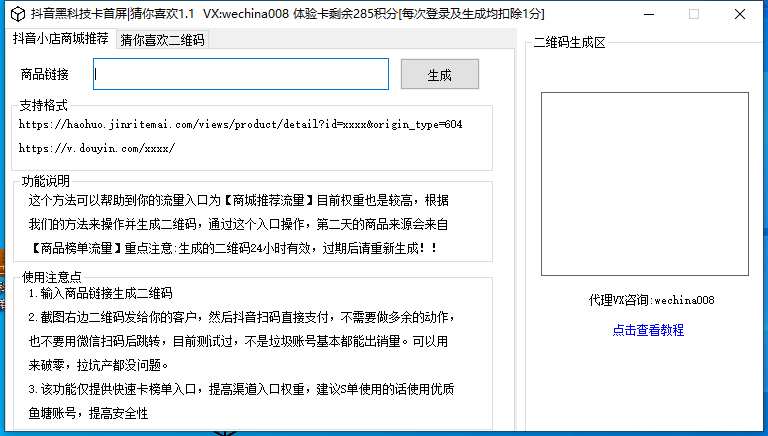 抖音黑科技卡首屏|猜你喜欢1.1 VX:wechina008 体验卡剩余285积分[每次登录及生成均扣除1分]
抖音小店商城推荐 猜你喜欢二维码
商品链接 生成
支持格式
https://haohuo.jinritemai.com/views/product/detail?id=xxxx&origin_type=604
https://v.douyin.com/xxxx/
功能说明
这个方法可以帮助到你的流量入口为【商城推荐流量】目前权重也是较高，根据
我们的方法来操作并生成二维码，通过这个入口操作，第二天的商品来源会来自
【商品榜单流量】重点注意:生成的二维码24小时有效，过期后请重新生成！！
使用注意点
1.输入商品链接生成二维码
2.截图右边二维码发给你的客户，然后抖音扫码直接支付，不需要做多余的动作，
也不要用微信扫码后跳转，目前测试过，不是垃圾账号基本都能出销量。可以用
来破零，拉坑产都没问题。
3.该功能仅提供快速卡榜单入口，提高渠道入口权重，建议S单使用的话使用优质
鱼塘账号，提高安全性
二维码生成区
代理VX咨询:wechina008
点击查看教程